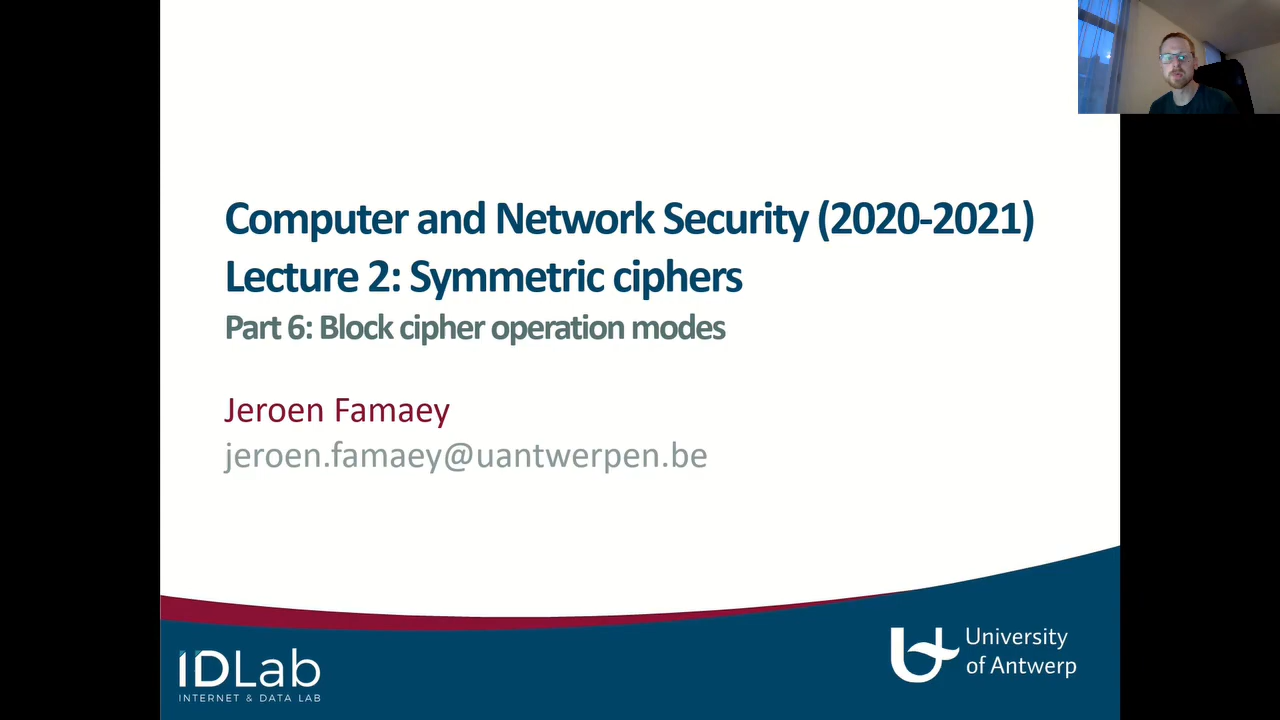 Computer and Network Security (2020-2021)
Lecture 2: Symmetric ciphers
Part 6: Block cipher operation modes
Jeroen Famaey
jeroen.famaey@uantwerpen.be
IDLab
INTERNET & DATA LAB
University
of Antwerp